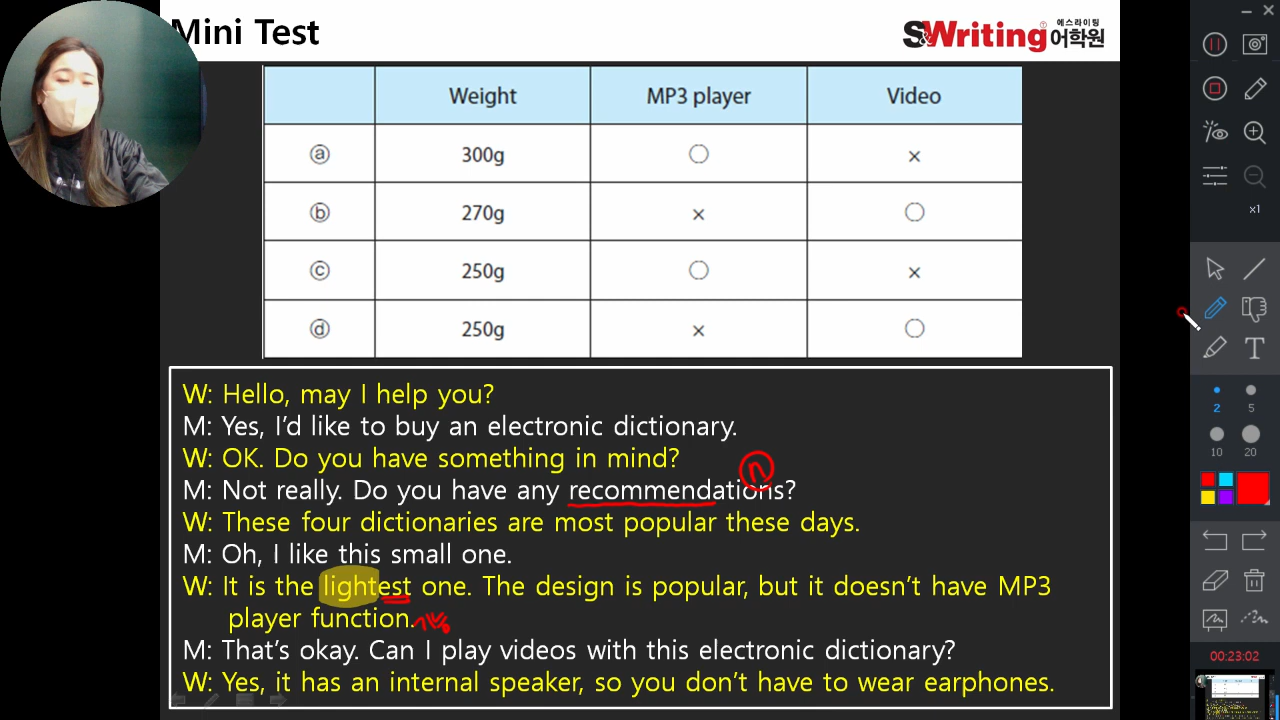 Mini Test
S&Writing 에스라이팅 어학원
Weight MP3 player Video
ⓐ 300g ○ ×
ⓑ 270g × ○
ⓒ 250g ○ ×
ⓓ 250g × ○
W: Hello, may I help you?
M: Yes, I'd like to buy an electronic dictionary.
W: OK. Do you have something in mind?
n
M: Not really. Do you have any recommendations?
W: These four dictionaries are most popular these days.
M: Oh, I like this small one.
W: It is the lightest one. The design is popular, but it doesn't have MP3
player function.
M: That's okay. Can I play videos with this electronic dictionary?
W: Yes, it has an internal speaker, so you don't have to wear earphones.
x1
T
2 5
10 20
00:23:02